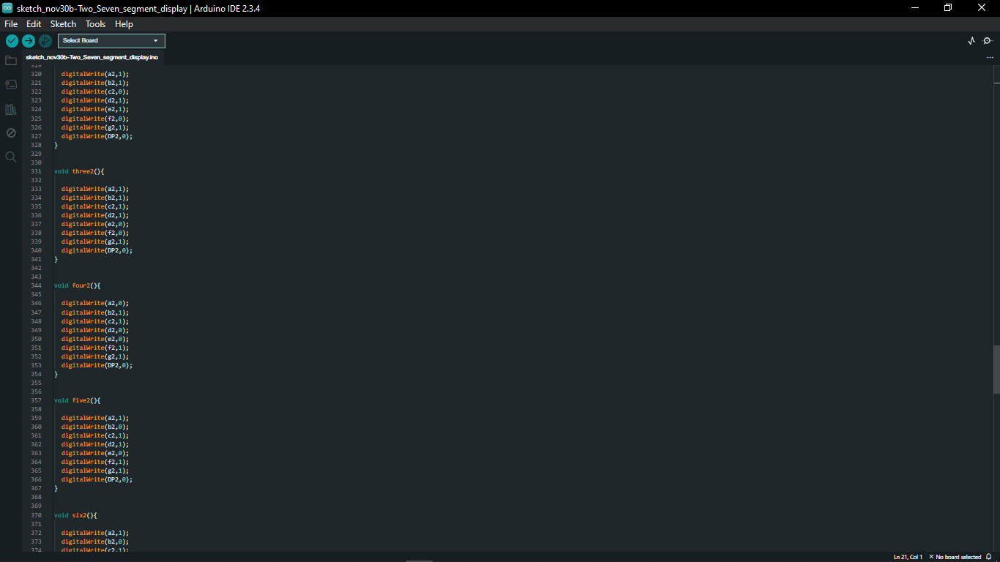 sketch_nov30b-Two_Seven_segment_display | Arduino IDE 2.3.4
File Edit Sketch Tools Help
Select Board
sketch_nov30b-Two_Seven_segment_display.ino
319
320 digitalWrite(a2,1);
321 digitalWrite(b2,1);
322 digitalWrite(c2,0);
323 digitalWrite(d2,1);
324 digitalWrite(e2,1);
325 digitalWrite(f2,0);
326 digitalWrite(g2,1);
327 digitalWrite(DP2,0);
328 }
329
330
331 void three2(){
332
333 digitalWrite(a2,1);
334 digitalWrite(b2,1);
335 digitalWrite(c2,1);
336 digitalWrite(d2,1);
337 digitalWrite(e2,0);
338 digitalWrite(f2,0);
339 digitalWrite(g2,1);
340 digitalWrite(DP2,0);
341 }
342
343
344 void four2(){
345
346 digitalWrite(a2,0);
347 digitalWrite(b2,1);
348 digitalWrite(c2,1);
349 digitalWrite(d2,0);
350 digitalWrite(e2,0);
351 digitalWrite(f2,1);
352 digitalWrite(g2,1);
353 digitalWrite(DP2,0);
354 }
355
356
357 void five2(){
358
359 digitalWrite(a2,1);
360 digitalWrite(b2,0);
361 digitalWrite(c2,1);
362 digitalWrite(d2,1);
363 digitalWrite(e2,0);
364 digitalWrite(f2,1);
365 digitalWrite(g2,1);
366 digitalWrite(DP2,0);
367 }
368
369
370 void six2(){
371
372 digitalWrite(a2,1);
373 digitalWrite(b2,0);
374 digitalWrite(c2,1);
Ln 21, Col 1 × No board selected